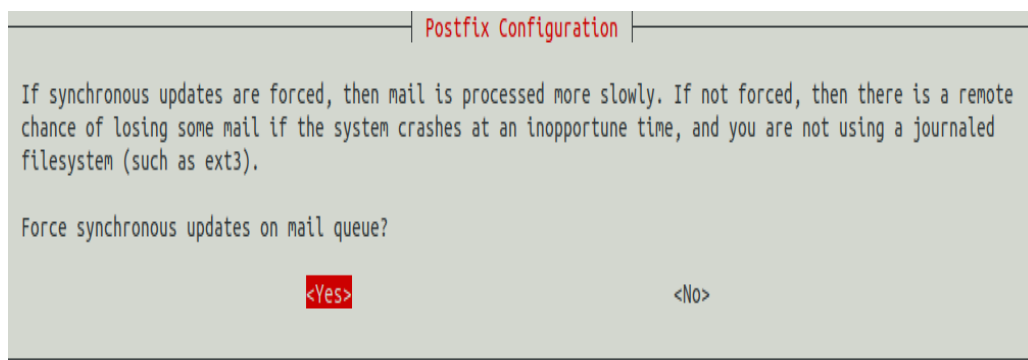 Postfix Configuration
If synchronous updates are forced, then mail is processed more slowly. If not forced, then there is a remote
chance of losing some mail if the system crashes at an inopportune time, and you are not using a journaled
filesystem (such as ext3).
Force synchronous updates on mail queue?
<Yes> <No>